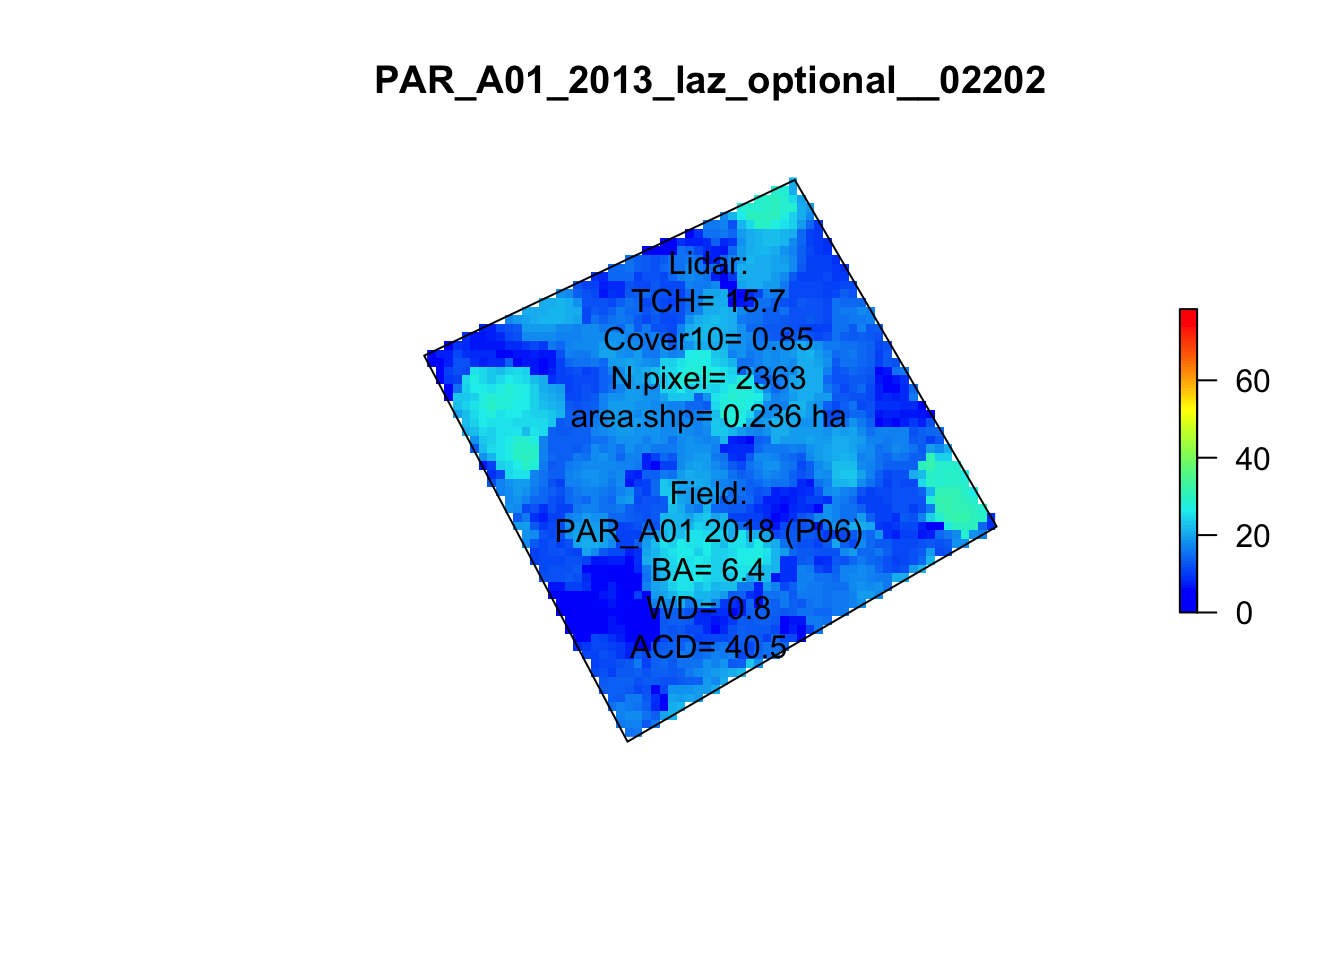 PAR_A01_2013_laz_optional__02202
Lidar:
TCH= 15.7
Cover10= 0.85
N.pixel= 2363
area.shp= 0.236 ha
Field:
PAR_A01 2018 (P06)
BA= 6.4
WD= 0.8
ACD= 40.5
60
40
20
0